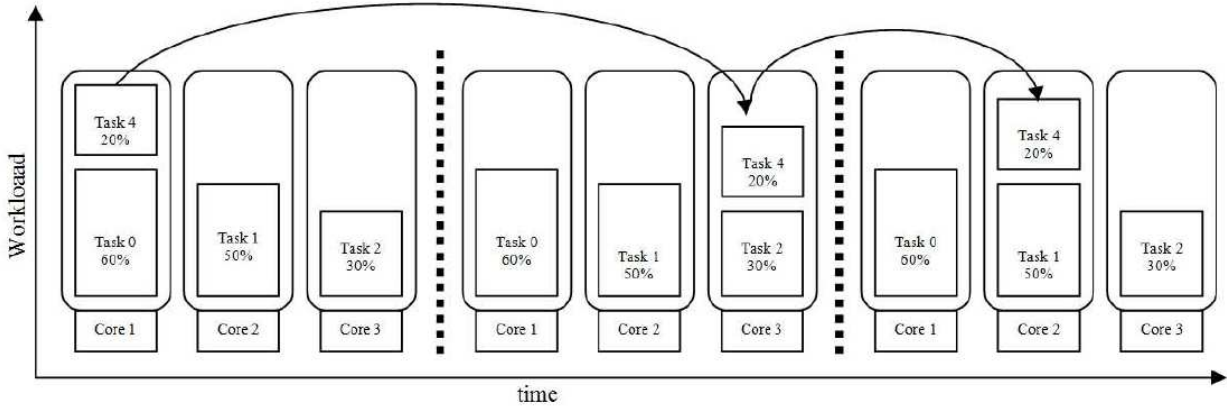 Workloaad
Task 4
20%
Task 0
60%
Core 1
Task 1
50%
Core 2
Task 2
30%
Core 3
Task 0
60%
Core 1
Task 1
50%
Core 2
Task 4
20%
Task 2
30%
Core 3
Task 0
60%
Core 1
Task 4
20%
Task 1
50%
Core 2
Task 2
30%
Core 3
time